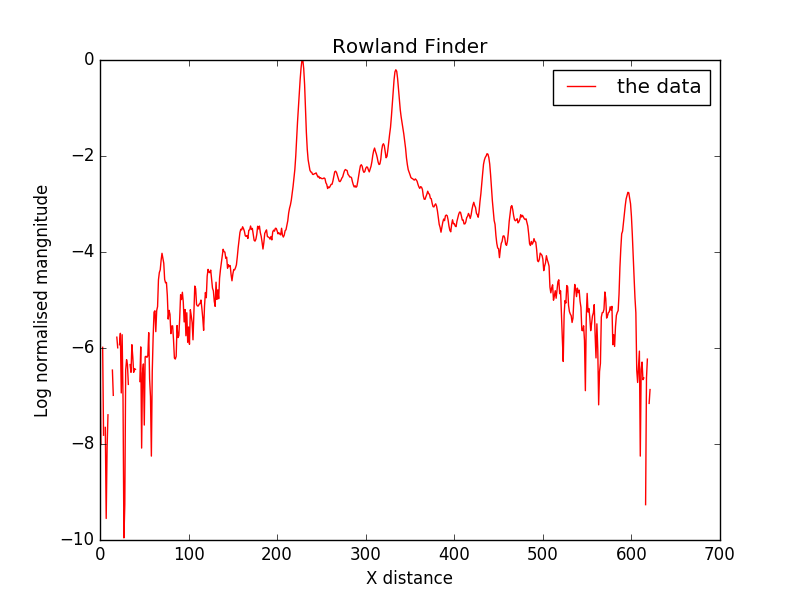 Rowland Finder
the data
0
−2
−4
−6
−8
−10
Log normalised mangnitude
0 100 200 300 400 500 600 700
X distance